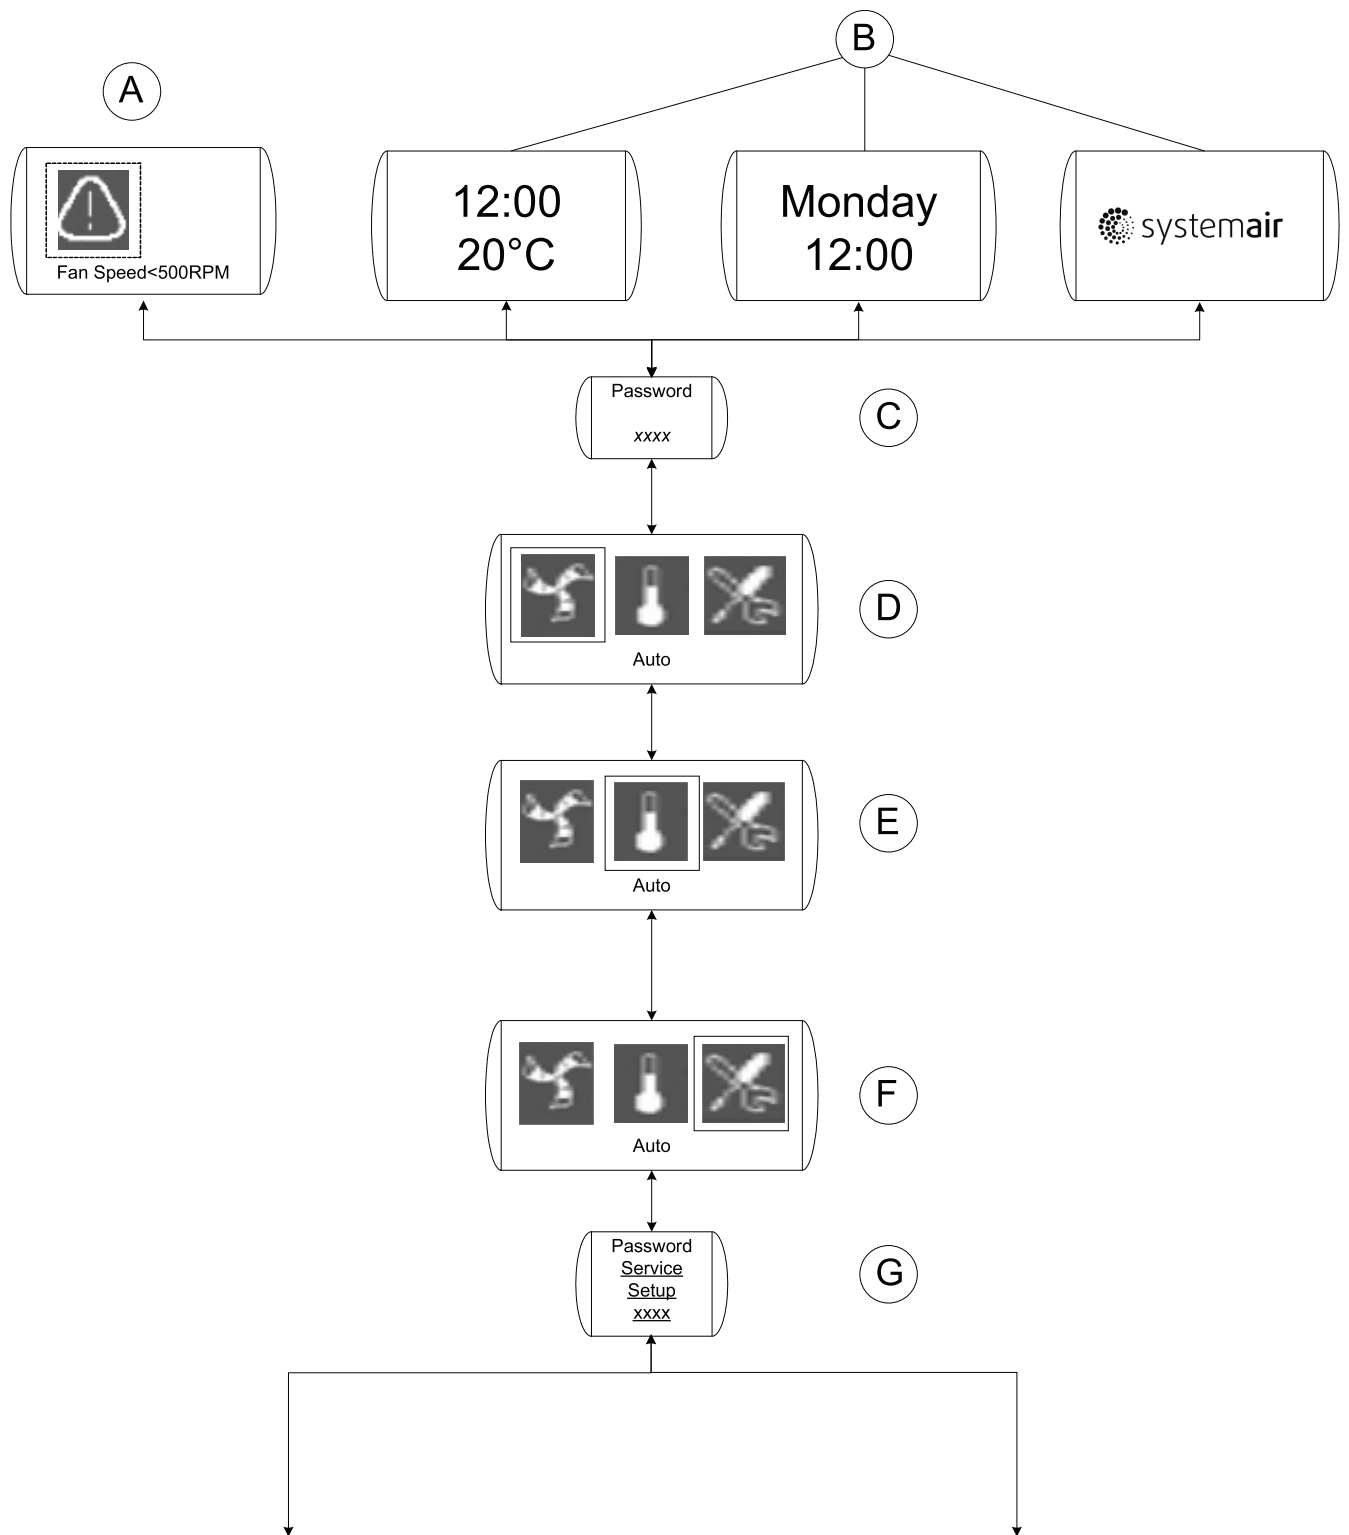 B
A
Fan Speed<500RPM
12:00
20°C
Monday
12:00
systemair
Password
xxxx
C
Auto
D
Auto
E
Auto
F
Password
Service
Setup
xxxx
G